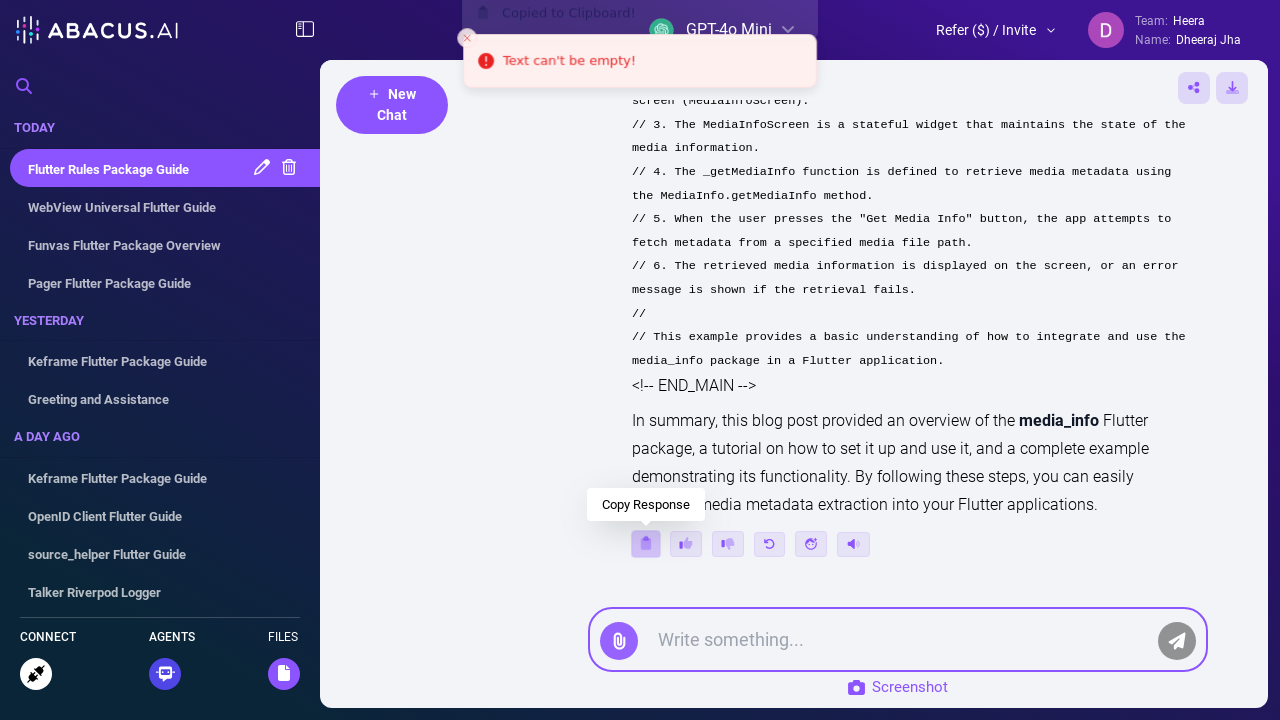 ABACUS.AI
Copied to Clipboard!
GPT-4o Mini
Text can't be empty!
Refer ($) / Invite
D
Team: Heera
Name: Dheeraj Jha
TODAY
Flutter Rules Package Guide
WebView Universal Flutter Guide
Funvas Flutter Package Overview
Pager Flutter Package Guide
YESTERDAY
Keframe Flutter Package Guide
Greeting and Assistance
A DAY AGO
Keframe Flutter Package Guide
OpenID Client Flutter Guide
source_helper Flutter Guide
Talker Riverpod Logger
CONNECT
AGENTS
FILES
+ New
Chat
screen (MediaInfoScreen).
// 3. The MediaInfoScreen is a stateful widget that maintains the state of the
media information.
// 4. The _getMediaInfo function is defined to retrieve media metadata using
the MediaInfo.getMediaInfo method.
// 5. When the user presses the "Get Media Info" button, the app attempts to
fetch metadata from a specified media file path.
// 6. The retrieved media information is displayed on the screen, or an error
message is shown if the retrieval fails.
//
// This example provides a basic understanding of how to integrate and use the
media_info package in a Flutter application.
<!-- END_MAIN -->
In summary, this blog post provided an overview of the media_info Flutter
package, a tutorial on how to set it up and use it, and a complete example
demonstrating its functionality. By following these steps, you can easily
media metadata extraction into your Flutter applications.
Copy Response
Write something...
Screenshot